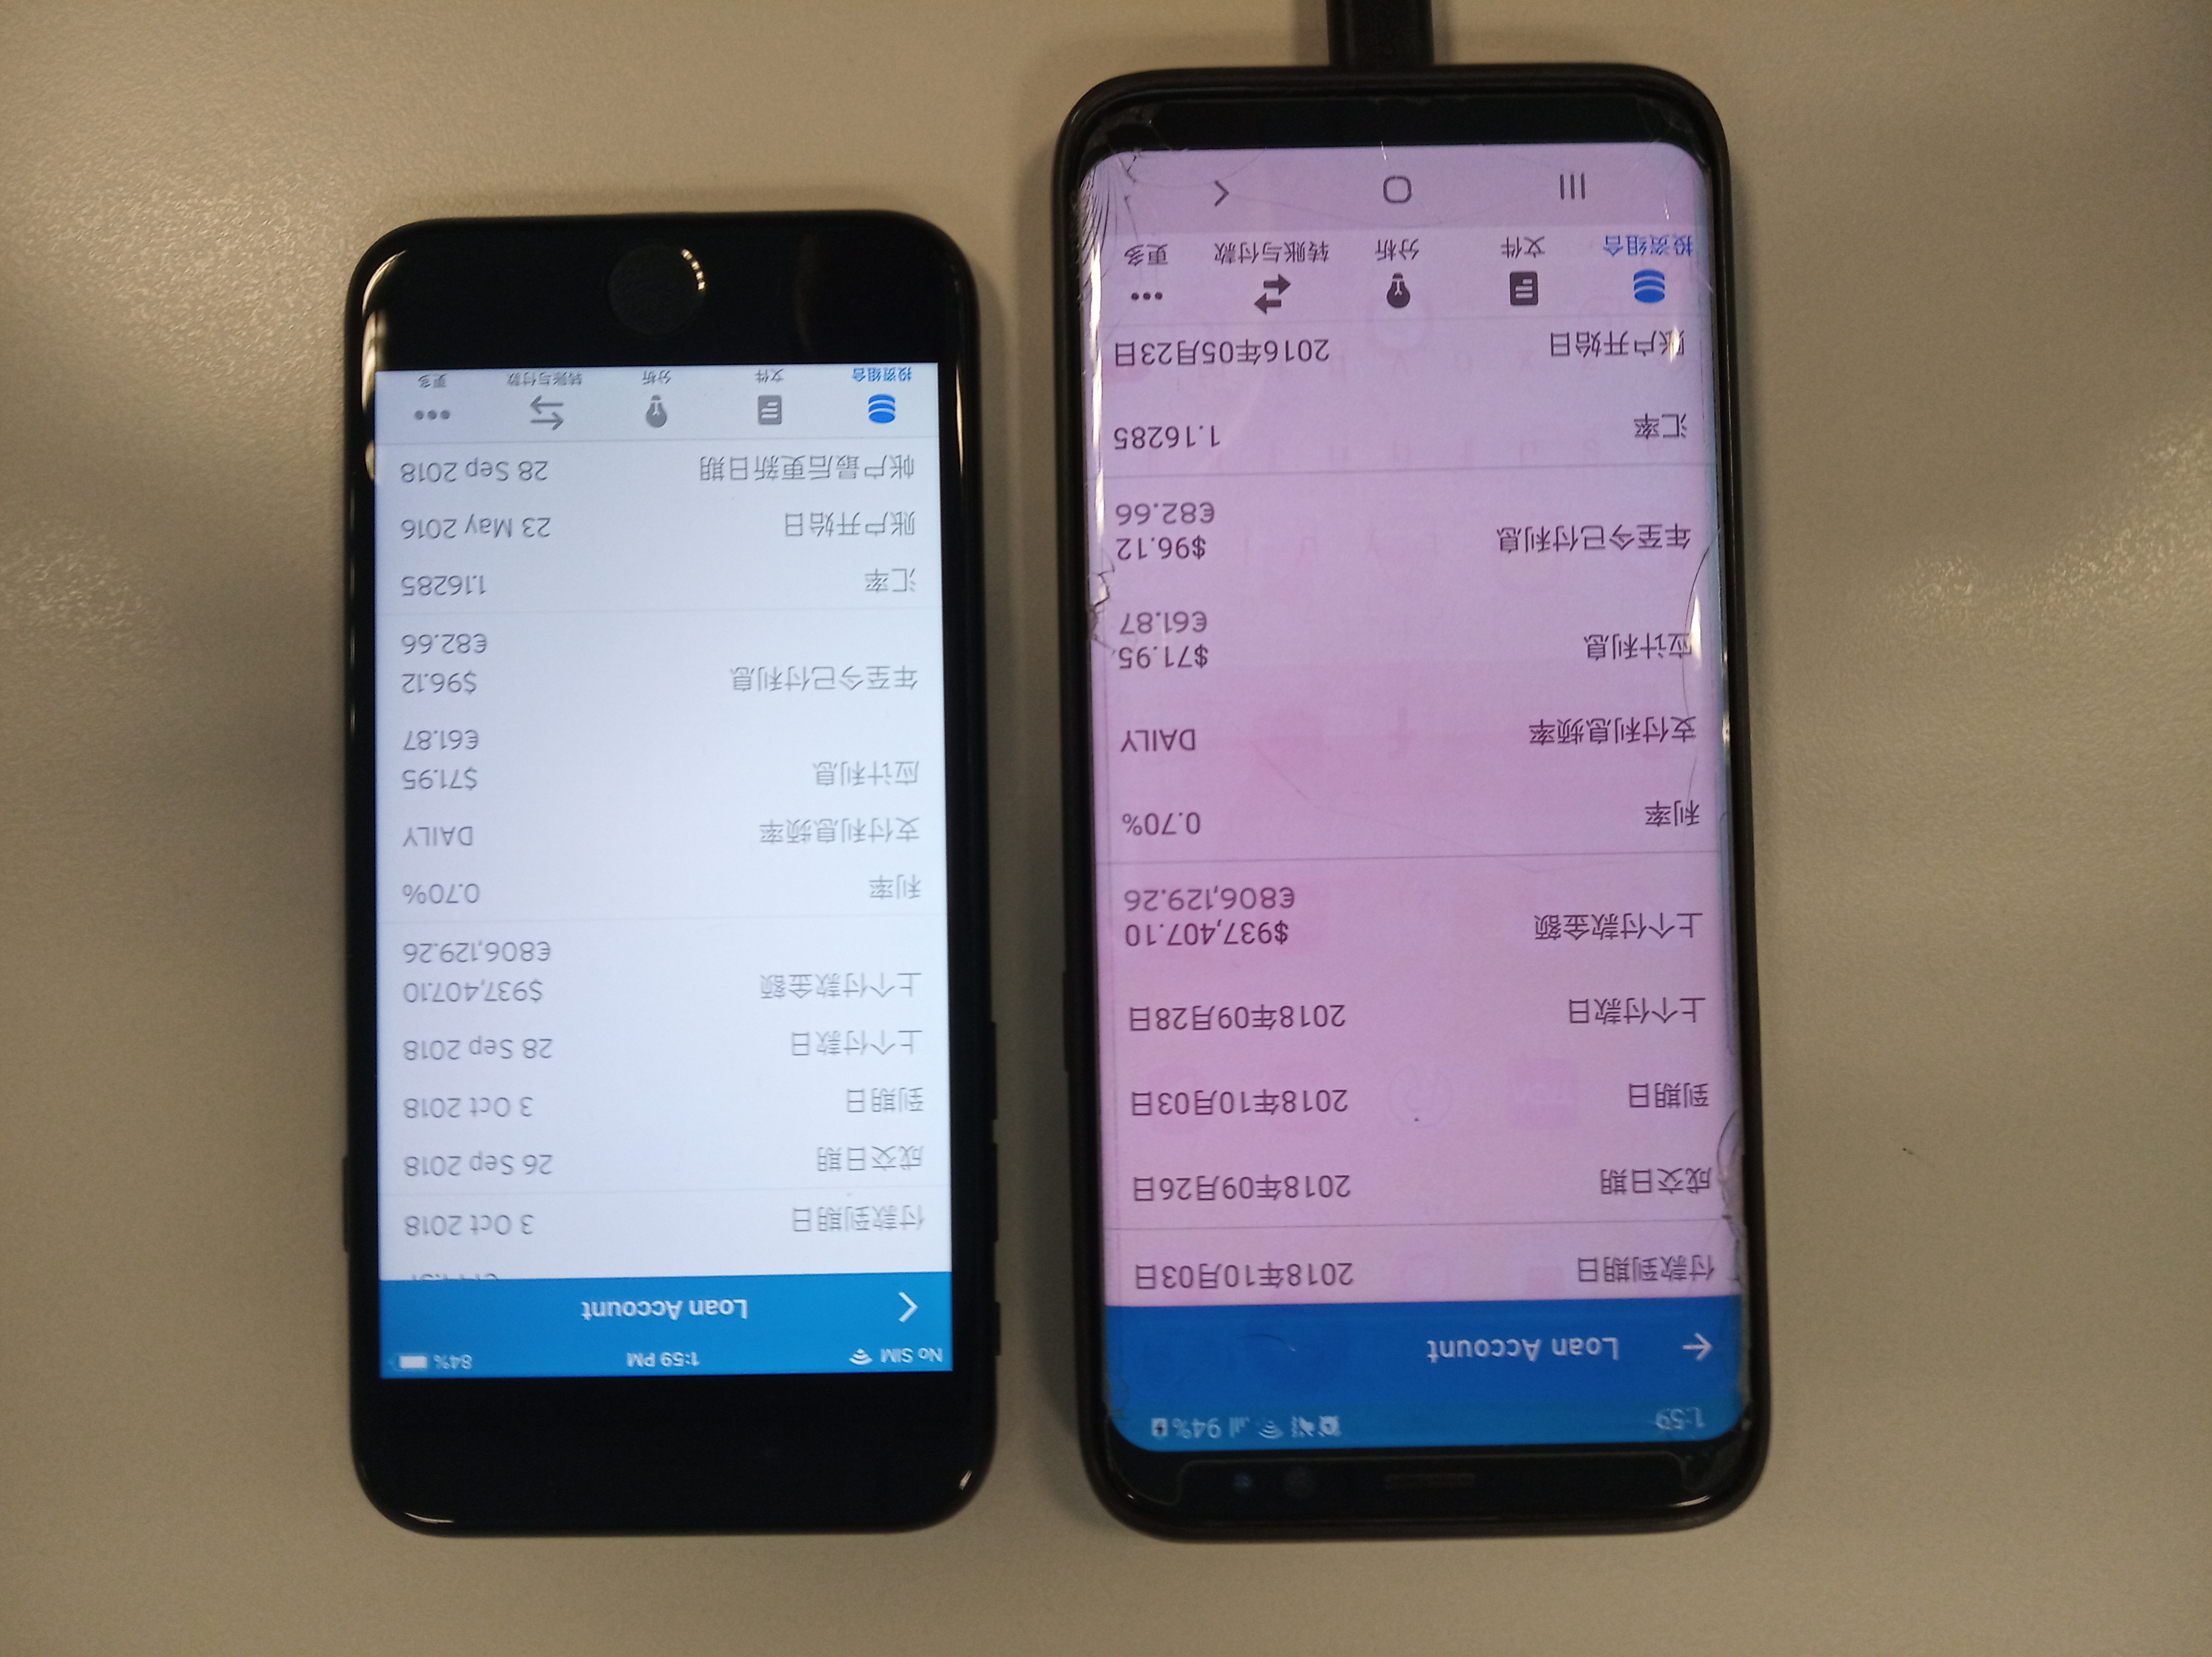 1:59
94%
Loan Account
付款到期日 2018年10月03日
成交日期 2018年09月26日
到期日 2018年10月03日
上个付款日 2018年09月28日
上个付款金额 $937,407.10
€806,129.26
利率 0.70%
支付利息频率 DAILY
应计利息 $71.95
€61.87
年至今已付利息 $96.12
€82.66
汇率 1.16285
账户开始日 2016年05月23日
投资组合 文件 分析 转账与付款 更多
No SIM 1:59 PM 84%
Loan Account
付款到期日 3 Oct 2018
成交日期 26 Sep 2018
到期日 3 Oct 2018
上个付款日 28 Sep 2018
上个付款金额 $937,407.10
€806,129.26
利率 0.70%
支付利息频率 DAILY
应计利息 $71.95
€61.87
年至今已付利息 $96.12
€82.66
汇率 1.16285
账户开始日 23 May 2016
帐户最后更新日期 28 Sep 2018
投资组合 文件 分析 转账与付款 更多